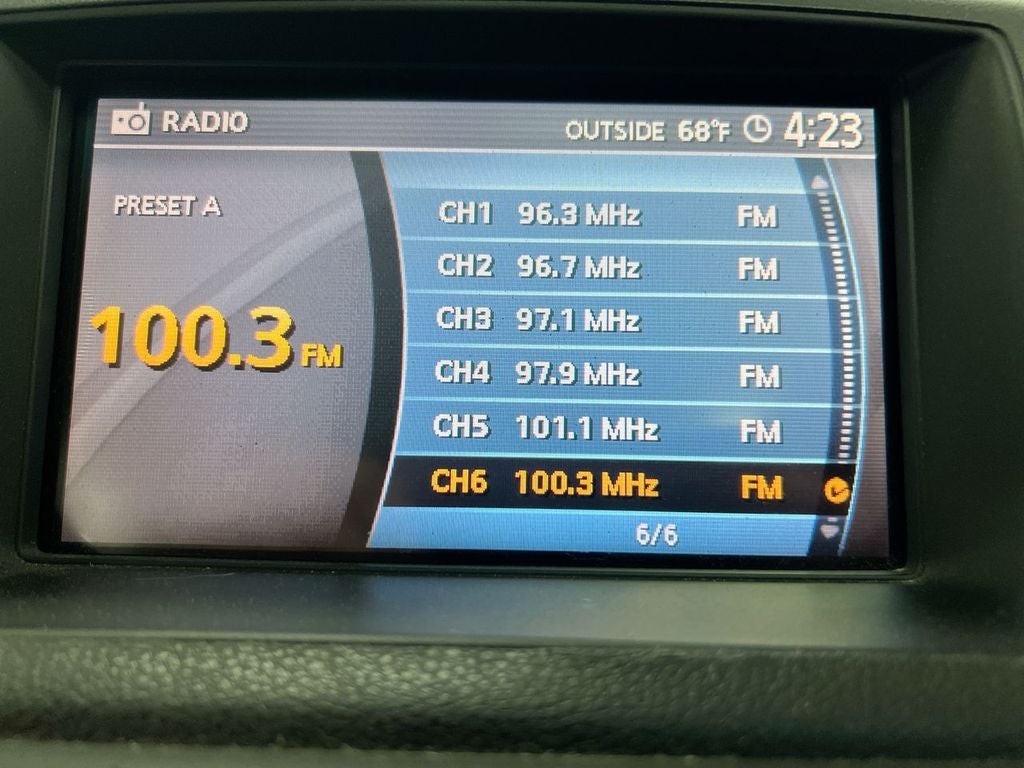 RADIO OUTSIDE 68°F 4:23
PRESET A
100.3 FM
CH1 96.3 MHz FM
CH2 96.7 MHz FM
CH3 97.1 MHz FM
CH4 97.9 MHz FM
CH5 101.1 MHz FM
CH6 100.3 MHz FM
6/6